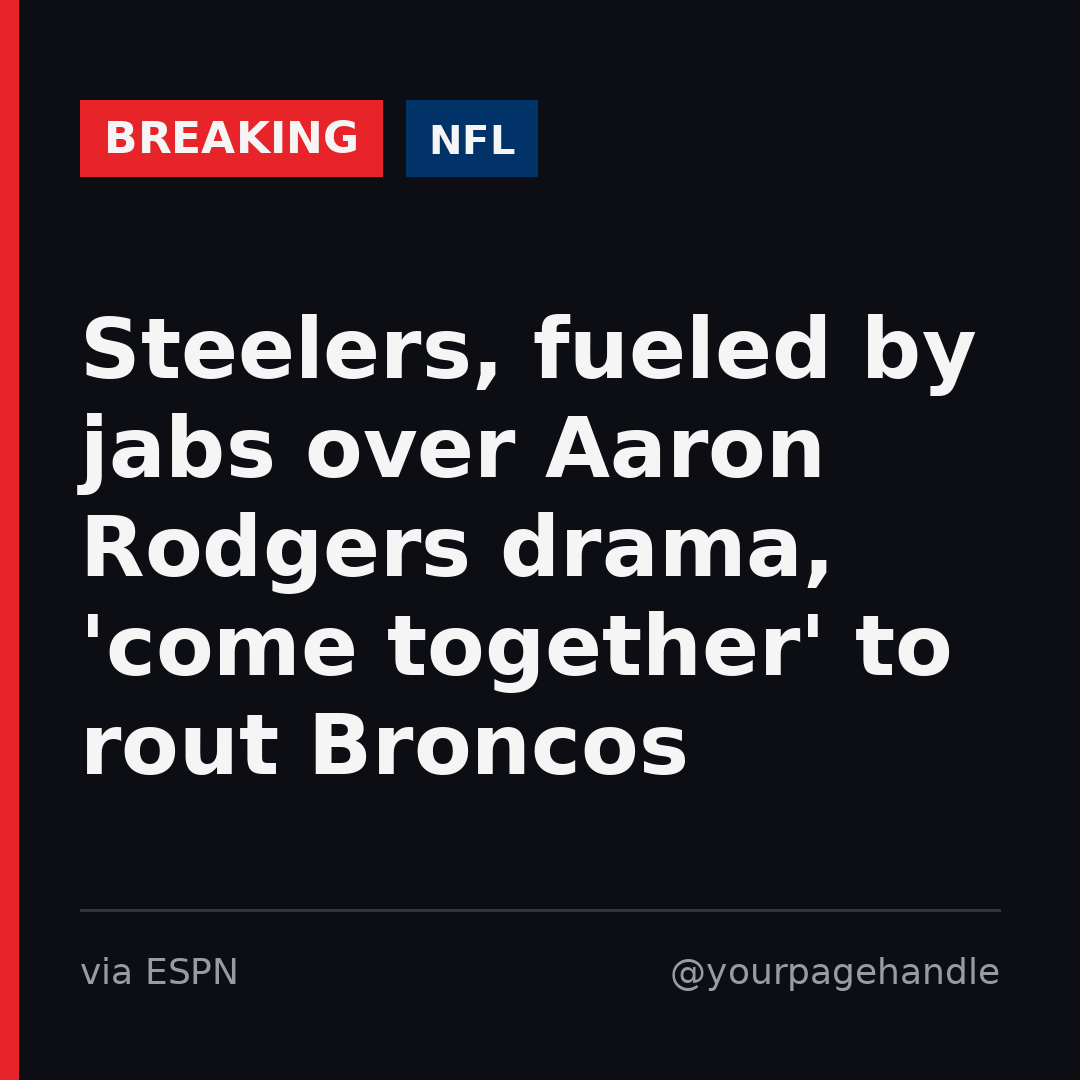 BREAKING NFL
Steelers, fueled by
jabs over Aaron
Rodgers drama,
'come together' to
rout Broncos
via ESPN @yourpagehandle